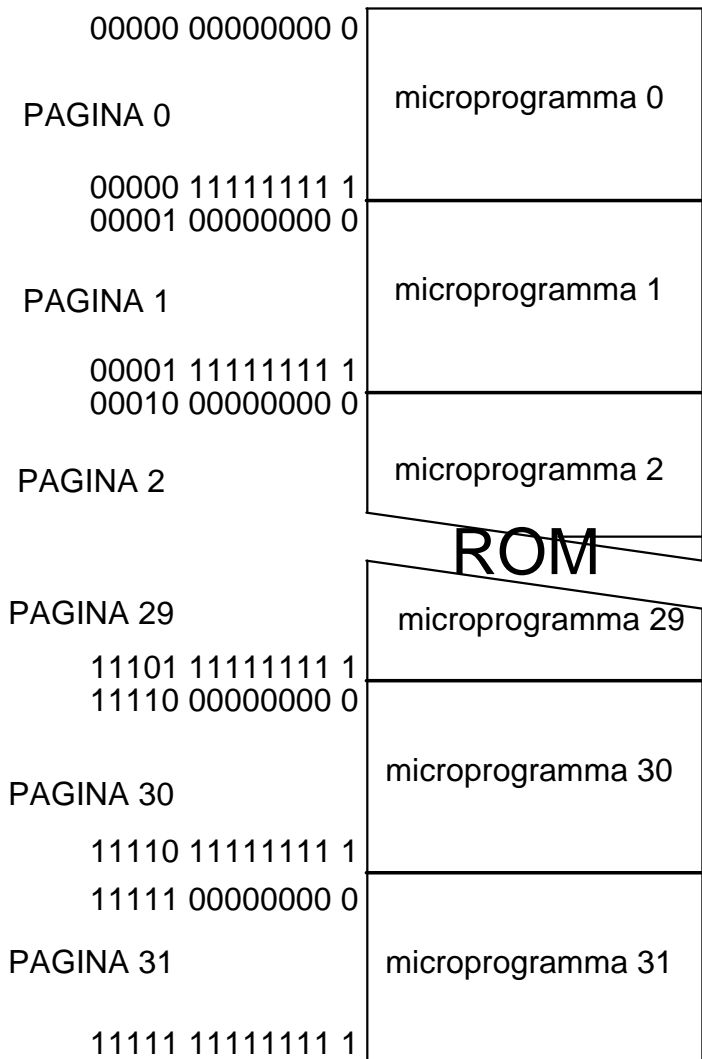 00000 00000000 0
microprogramma 0
PAGINA 0
00000 11111111 1
00001 00000000 0
microprogramma 1
PAGINA 1
00001 11111111 1
00010 00000000 0
microprogramma 2
PAGINA 2
ROM
PAGINA 29
microprogramma 29
11101 11111111 1
11110 00000000 0
microprogramma 30
PAGINA 30
11110 11111111 1
11111 00000000 0
PAGINA 31
microprogramma 31
11111 11111111 1